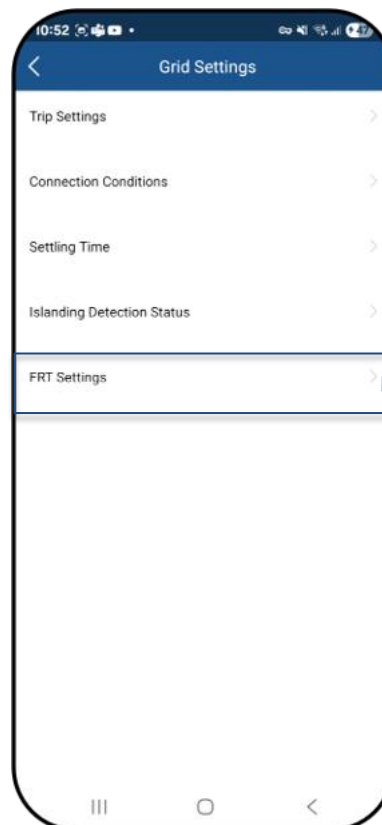 10:52
Grid Settings
Trip Settings
Connection Conditions
Settling Time
Islanding Detection Status
FRT Settings